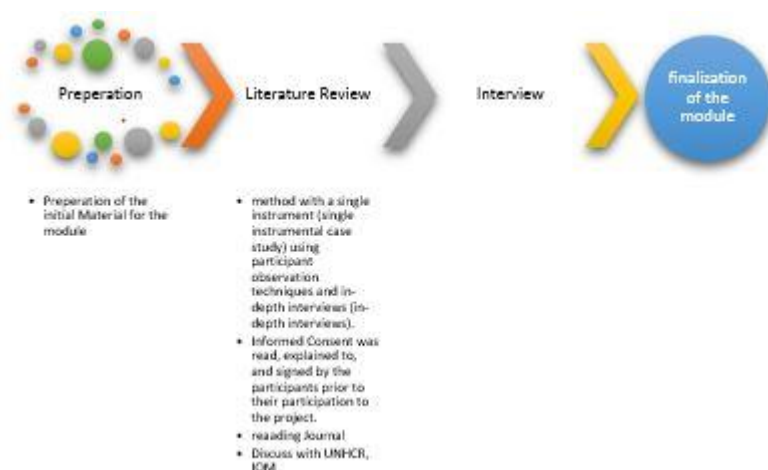 Preperation
Literature Review
Interview
finalization
of the
module
• Preperation of the
initial Material for the
module
• method with a single
instrument (single
instrumental case
study) using
participant
observation
techniques and in-
depth interviews (in-
depth interviews).
• Informed Consent was
read, explained to,
and signed by the
participants prior to
their participation to
the project.
• reaading Journal
• Discuss with UNHCR,
IOM